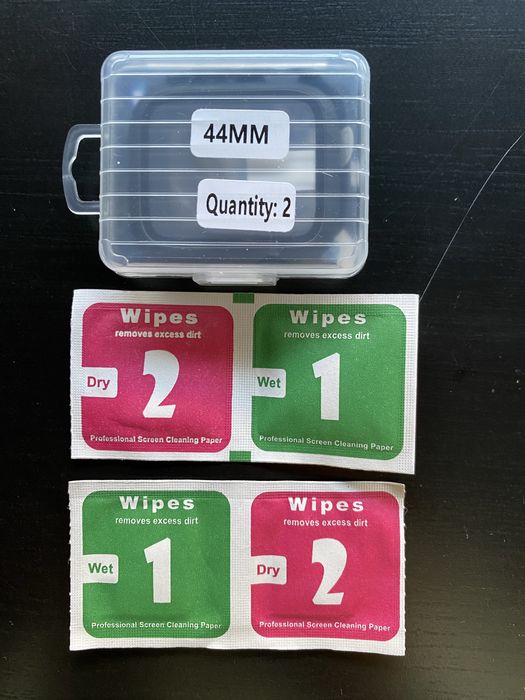 44MM
Quantity: 2
Wipes
removes excess dirt
Dry
2
Professional Screen Cleaning Paper
Wipes
removes excess dirt
Wet
1
Professional Screen Cleaning Paper
Wipes
removes excess dirt
Wet
1
Professional Screen Cleaning Paper
Wipes
removes excess dirt
Dry
2
Professional Screen Cleaning Paper